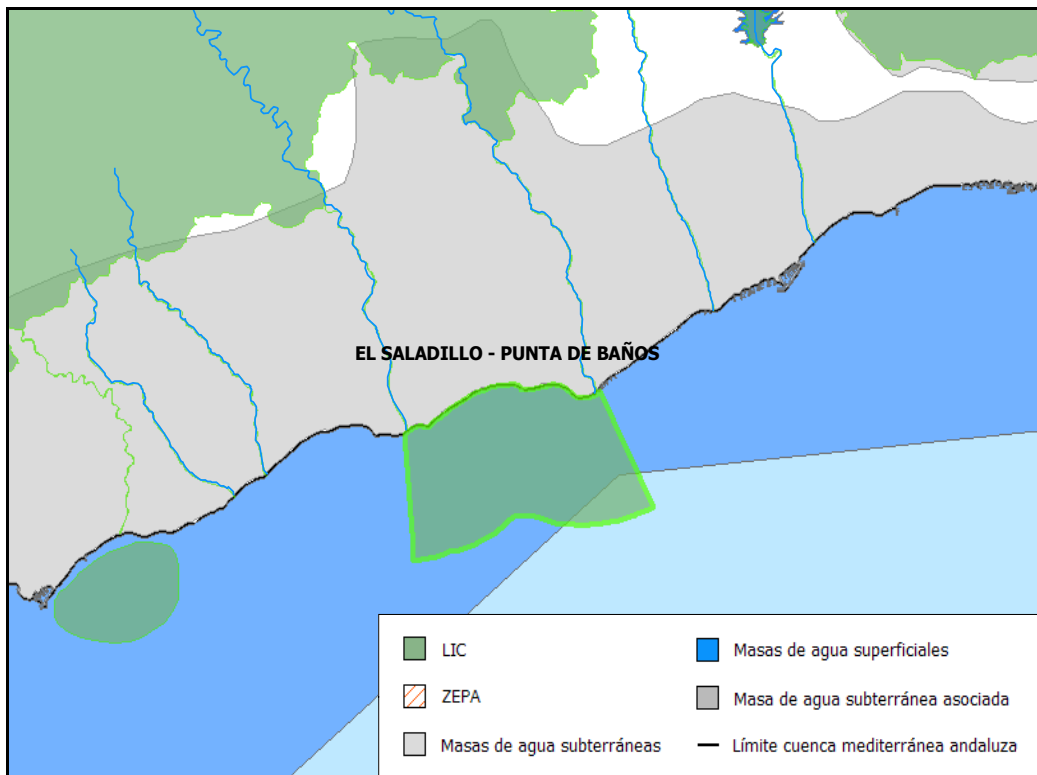 EL SALADILLO - PUNTA DE BAÑOS
LIC
ZEPA
Masas de agua subterráneas
Masas de agua superficiales
Masa de agua subterránea asociada
Límite cuenca mediterránea andaluza